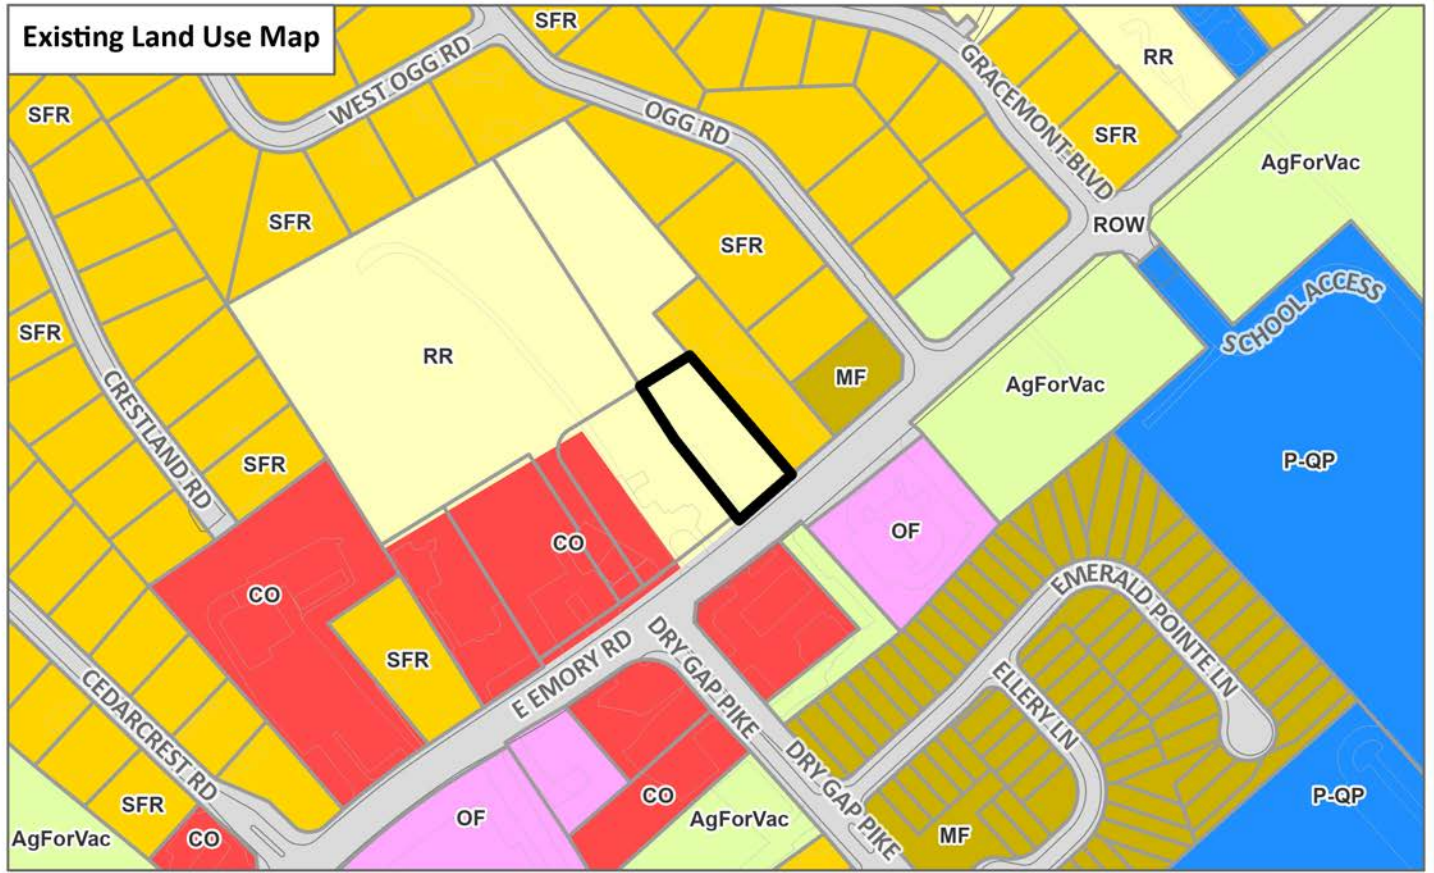 Existing Land Use Map
SFR
RR
WEST OGG RD
GRACEMONT BLVD
SFR
OGG RD
SFR
AgForVac
SFR
ROW
SFR
SCHOOL ACCESS
SFR
RR
MF
AgForVac
CRESTLAND RD
SFR
P-QP
OF
CO
CO
EMERALD POINTE LN
SFR
E EMORY RD
DRY GAP PIKE
ELLERY LN
CEDARCREST RD
DRY GAP PIKE
SFR
CO
P-QP
OF
AgForVac
AgForVac
CO
MF